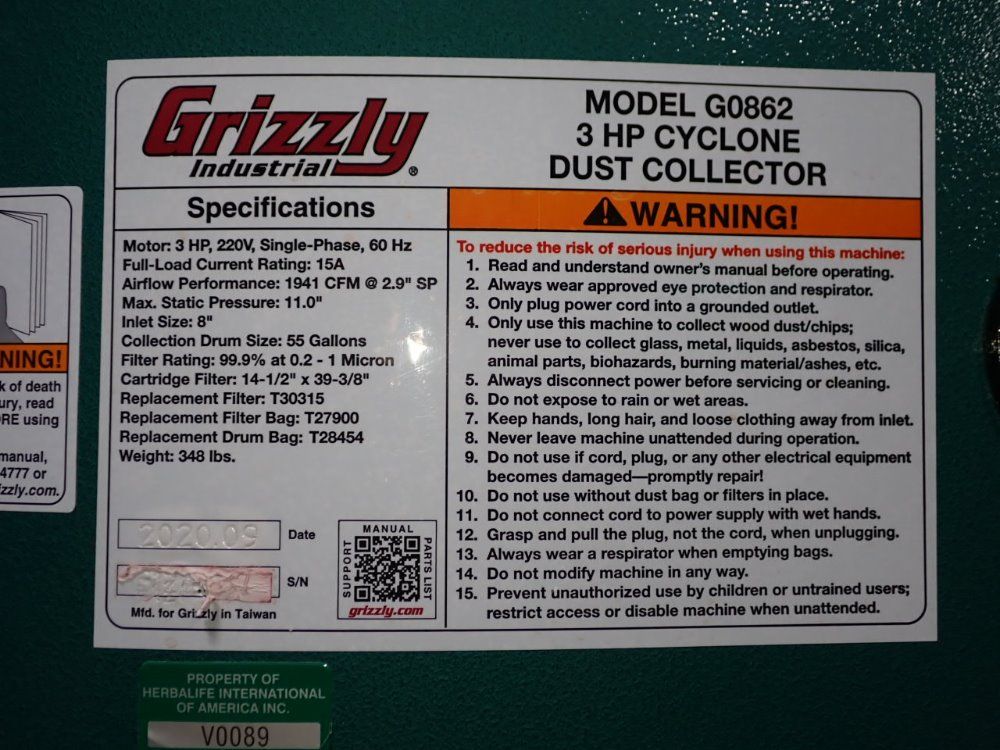 Grizzly
Industrial®
MODEL G0862
3 HP CYCLONE
DUST COLLECTOR
Specifications
Motor: 3 HP, 220V, Single-Phase, 60 Hz
Full-Load Current Rating: 15A
Airflow Performance: 1941 CFM @ 2.9" SP
Max. Static Pressure: 11.0"
Inlet Size: 8"
Collection Drum Size: 55 Gallons
Filter Rating: 99.9% at 0.2 - 1 Micron
Cartridge Filter: 14-1/2" x 39-3/8"
Replacement Filter: T30315
Replacement Filter Bag: T27900
Replacement Drum Bag: T28454
Weight: 348 lbs.
2020.09 Date
S/N
Mfd. for Grizzly in Taiwan
MANUAL
SUPPORT
PARTS LIST
grizzly.com
WARNING!
To reduce the risk of serious injury when using this machine:
1. Read and understand owner's manual before operating.
2. Always wear approved eye protection and respirator.
3. Only plug power cord into a grounded outlet.
4. Only use this machine to collect wood dust/chips;
never use to collect glass, metal, liquids, asbestos, silica,
animal parts, biohazards, burning material/ashes, etc.
5. Always disconnect power before servicing or cleaning.
6. Do not expose to rain or wet areas.
7. Keep hands, long hair, and loose clothing away from inlet.
8. Never leave machine unattended during operation.
9. Do not use if cord, plug, or any other electrical equipment
becomes damaged—promptly repair!
10. Do not use without dust bag or filters in place.
11. Do not connect cord to power supply with wet hands.
12. Grasp and pull the plug, not the cord, when unplugging.
13. Always wear a respirator when emptying bags.
14. Do not modify machine in any way.
15. Prevent unauthorized use by children or untrained users;
restrict access or disable machine when unattended.
NING!
k of death
ury, read
RE using
manual,
4777 or
izzly.com.
PROPERTY OF
HERBALIFE INTERNATIONAL
OF AMERICA INC.
V0089